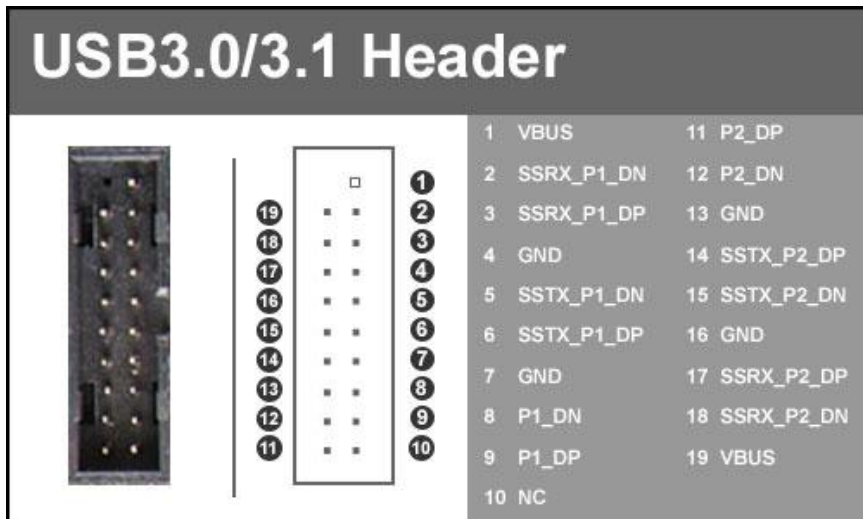 USB3.0/3.1 Header
1 VBUS 11 P2_DP
2 SSRX_P1_DN 12 P2_DN
3 SSRX_P1_DP 13 GND
4 GND 14 SSTX_P2_DP
5 SSTX_P1_DN 15 SSTX_P2_DN
6 SSTX_P1_DP 16 GND
7 GND 17 SSRX_P2_DP
8 P1_DN 18 SSRX_P2_DN
9 P1_DP 19 VBUS
10 NC
1
19 2
18 3
17 4
16 5
15 6
14 7
13 8
12 9
11 10